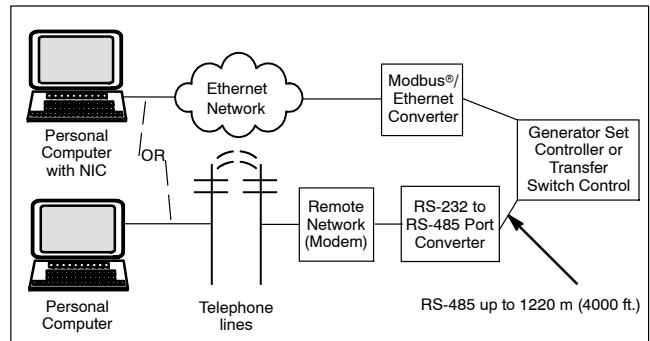 Personal
Computer
with NIC
Ethernet
Network
Modbus®/
Ethernet
Converter
Generator Set
Controller or
Transfer
Switch Control
OR
Personal
Computer
Telephone
lines
Remote
Network
(Modem)
RS-232 to
RS-485 Port
Converter
RS-485 up to 1220 m (4000 ft.)